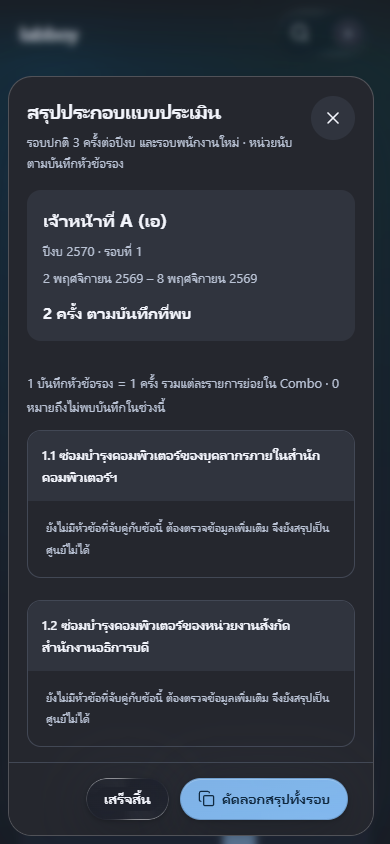 labboy
สรุปประกอบแบบประเมิน
รอบปกติ 3 ครั้งต่อปีงบ และรอบพนักงานใหม่ · หน่วยนับ
ตามบันทึกหัวข้อรอง
เจ้าหน้าที่ A (เอ)
ปีงบ 2570 · รอบที่ 1
2 พฤศจิกายน 2569 – 8 พฤศจิกายน 2569
2 ครั้ง ตามบันทึกที่พบ
1 บันทึกหัวข้อรอง = 1 ครั้ง รวมแต่ละรายการย่อยใน Combo · 0
หมายถึงไม่พบบันทึกในช่วงนี้
1.1 ซ่อมบำรุงคอมพิวเตอร์ของบุคลากรภายในสำนัก
คอมพิวเตอร์ฯ
ยังไม่มีหัวข้อที่จับคู่กับข้อนี้ ต้องตรวจข้อมูลเพิ่มเติม จึงยังสรุปเป็น
ศูนย์ไม่ได้
1.2 ซ่อมบำรุงคอมพิวเตอร์ของหน่วยงานสังกัด
สำนักงานอธิการบดี
ยังไม่มีหัวข้อที่จับคู่กับข้อนี้ ต้องตรวจข้อมูลเพิ่มเติม จึงยังสรุปเป็น
ศูนย์ไม่ได้
เสร็จสิ้น
คัดลอกสรุปทั้งรอบ